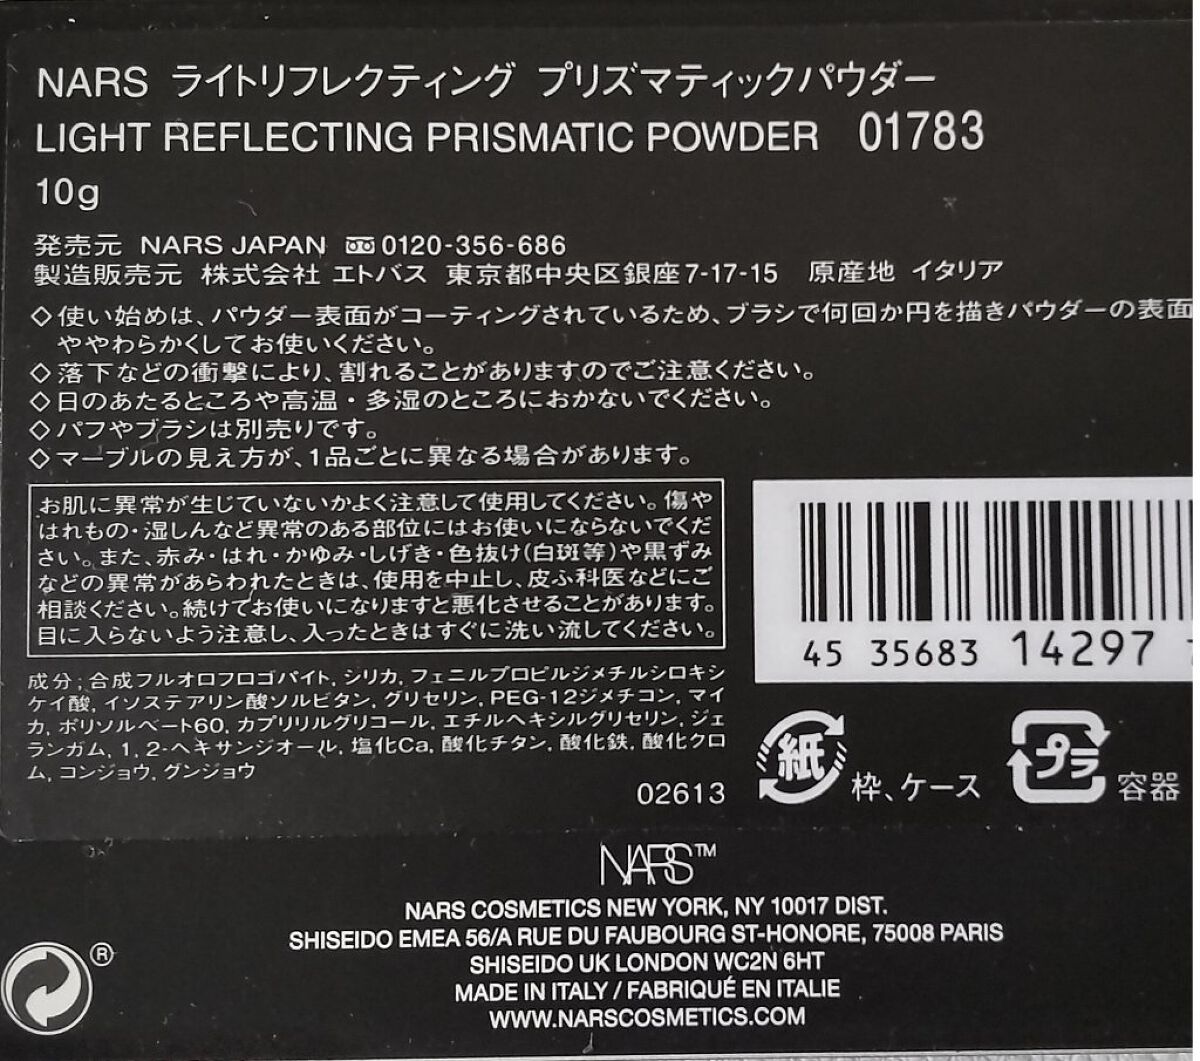 NARS ライトリフレクティング プリズマティックパウダー
LIGHT REFLECTING PRISMATIC POWDER 01783
10g
発売元 NARS JAPAN 0120-356-686
製造販売元 株式会社 エトバス 東京都中央区銀座7-17-15 原産地 イタリア
◇使い始めは、パウダー表面がコーティングされているため、ブラシで何回か円を描きパウダーの表面
ややわらかくしてお使いください。
◇落下などの衝撃により、割れることがありますのでご注意ください。
◇日のあたるところや高温・多湿のところにおかないでください。
◇パフやブラシは別売りです。
◇マーブルの見え方が、1品ごとに異なる場合があります。
お肌に異常が生じていないかよく注意して使用してください。傷や
はれもの・湿しんなど異常のある部位にはお使いにならないでくだ
さい。また、赤み・はれ・かゆみ・しげき・色抜け(白斑等)や黒ずみ
などの異常があらわれたときは、使用を中止し、皮ふ科医などにご
相談ください。続けてお使いになりますと悪化させることがあります。
目に入らないよう注意し、入ったときはすぐに洗い流してください。
成分;合成フルオロフロゴパイト, シリカ, フェニルプロピルジメチルシロキシ
ケイ酸, イソステアリン酸ソルビタン, グリセリン, PEG-12ジメチコン, マイ
カ, ポリソルベート60, カプリリルグリコール, エチルヘキシルグリセリン, ジェ
ランガム, 1, 2-ヘキサンジオール, 塩化Ca, 酸化チタン, 酸化鉄, 酸化クロ
ム, コンジョウ, グンジョウ
02613
45 35683 14297
紙 枠、ケース
プラ 容器
NARS™
NARS COSMETICS NEW YORK, NY 10017 DIST.
SHISEIDO EMEA 56/A RUE DU FAUBOURG ST-HONORE, 75008 PARIS
SHISEIDO UK LONDON WC2N 6HT
MADE IN ITALY / FABRIQUÉ EN ITALIE
WWW.NARSCOSMETICS.COM
®